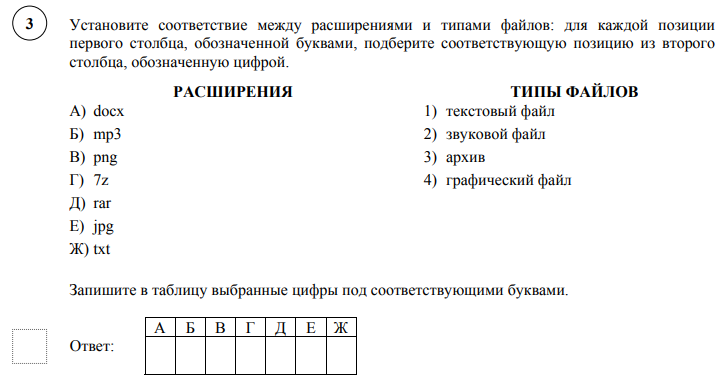 3
Установите соответствие между расширениями и типами файлов: для каждой позиции
первого столбца, обозначенной буквами, подберите соответствующую позицию из второго
столбца, обозначенную цифрой.
РАСШИРЕНИЯ
А) docx
Б) mp3
В) png
Г) 7z
Д) rar
Е) jpg
Ж) txt
ТИПЫ ФАЙЛОВ
1) текстовый файл
2) звуковой файл
3) архив
4) графический файл
Запишите в таблицу выбранные цифры под соответствующими буквами.
Ответ:
А Б В Г Д Е Ж